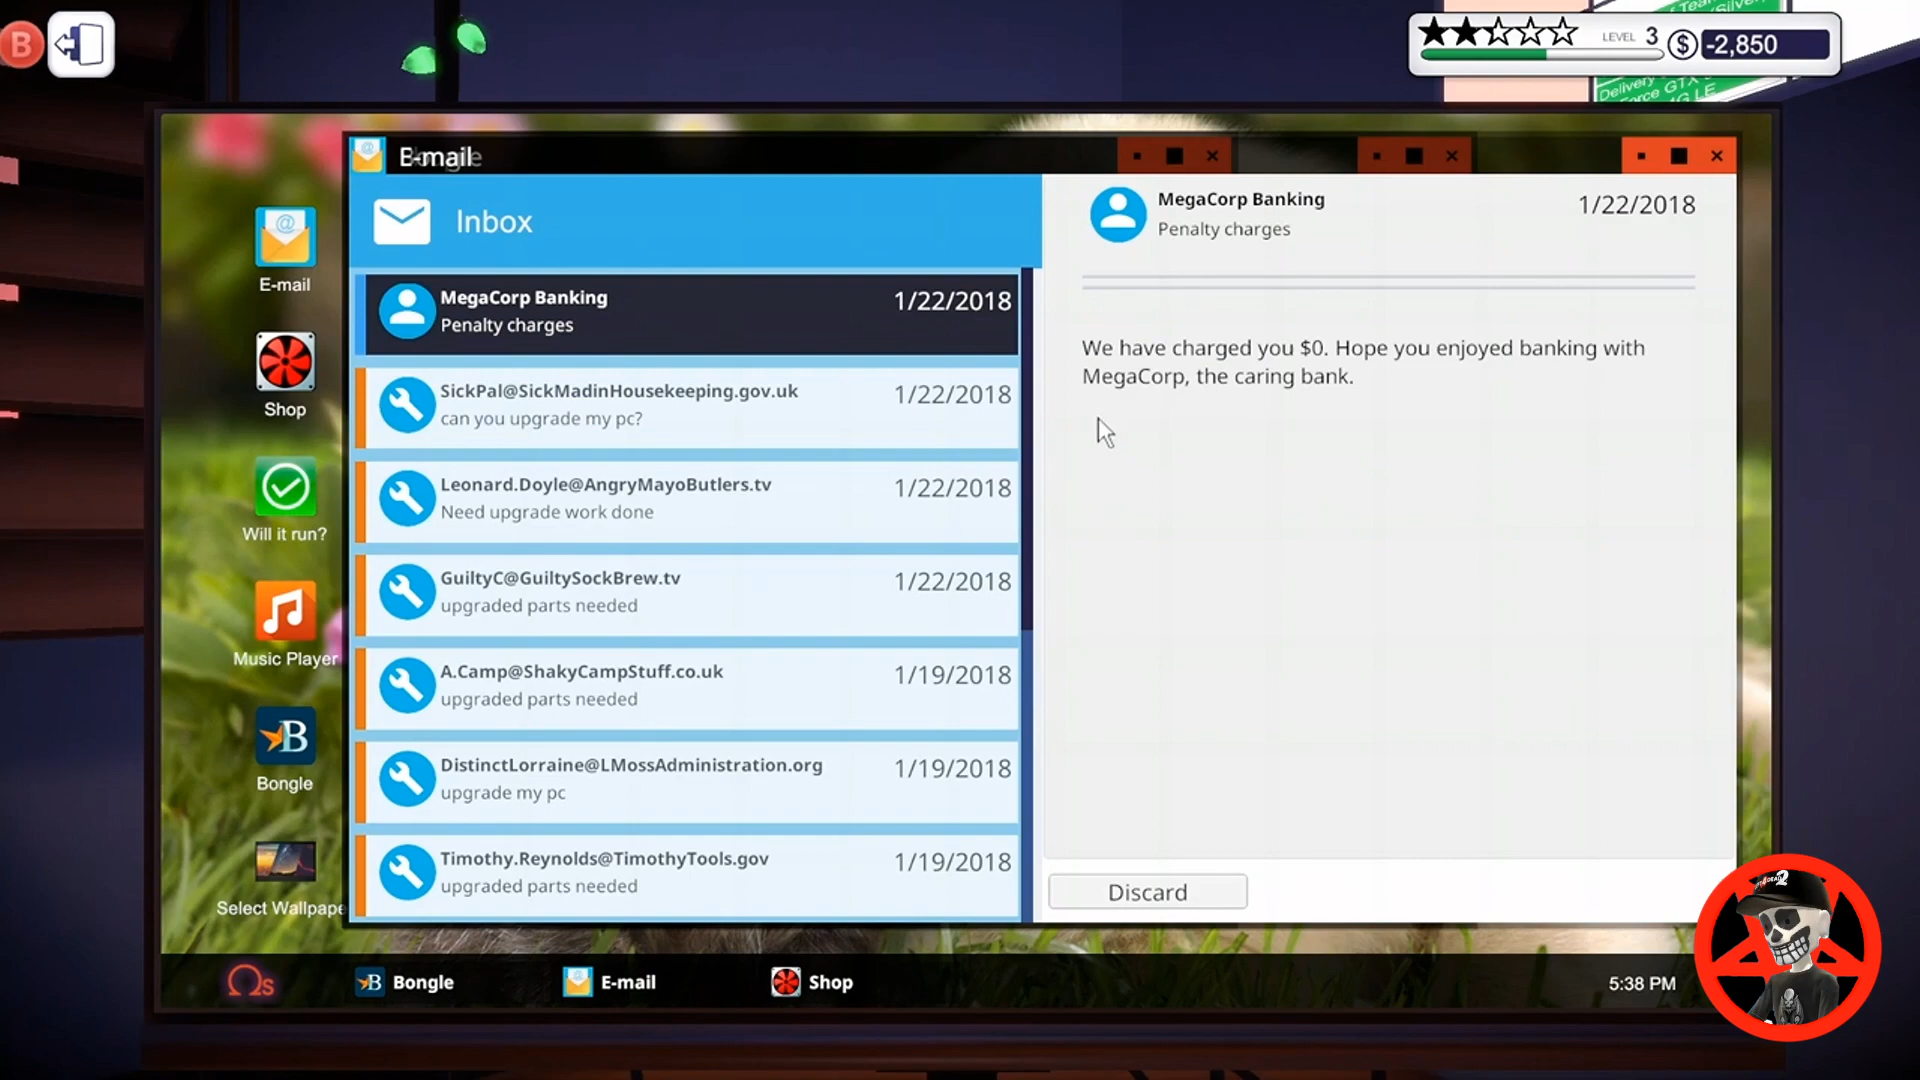 B
LEVEL 3
$ -2,850
E-mail
Inbox
MegaCorp Banking
Penalty charges
1/22/2018
SickPal@SickMadinHousekeeping.gov.uk
can you upgrade my pc?
1/22/2018
Leonard.Doyle@AngryMayoButlers.tv
Need upgrade work done
1/22/2018
GuiltyC@GuiltySockBrew.tv
upgraded parts needed
1/22/2018
A.Camp@ShakyCampStuff.co.uk
upgraded parts needed
1/19/2018
DistinctLorraine@LMossAdministration.org
upgrade my pc
1/19/2018
Timothy.Reynolds@TimothyTools.gov
upgraded parts needed
1/19/2018
MegaCorp Banking
Penalty charges
1/22/2018
We have charged you $0. Hope you enjoyed banking with
MegaCorp, the caring bank.
Discard
E-mail
Shop
Will it run?
Music Player
B
Bongle
Select Wallpape
Ωs
B
Bongle
E-mail
Shop
5:38 PM
Delivery